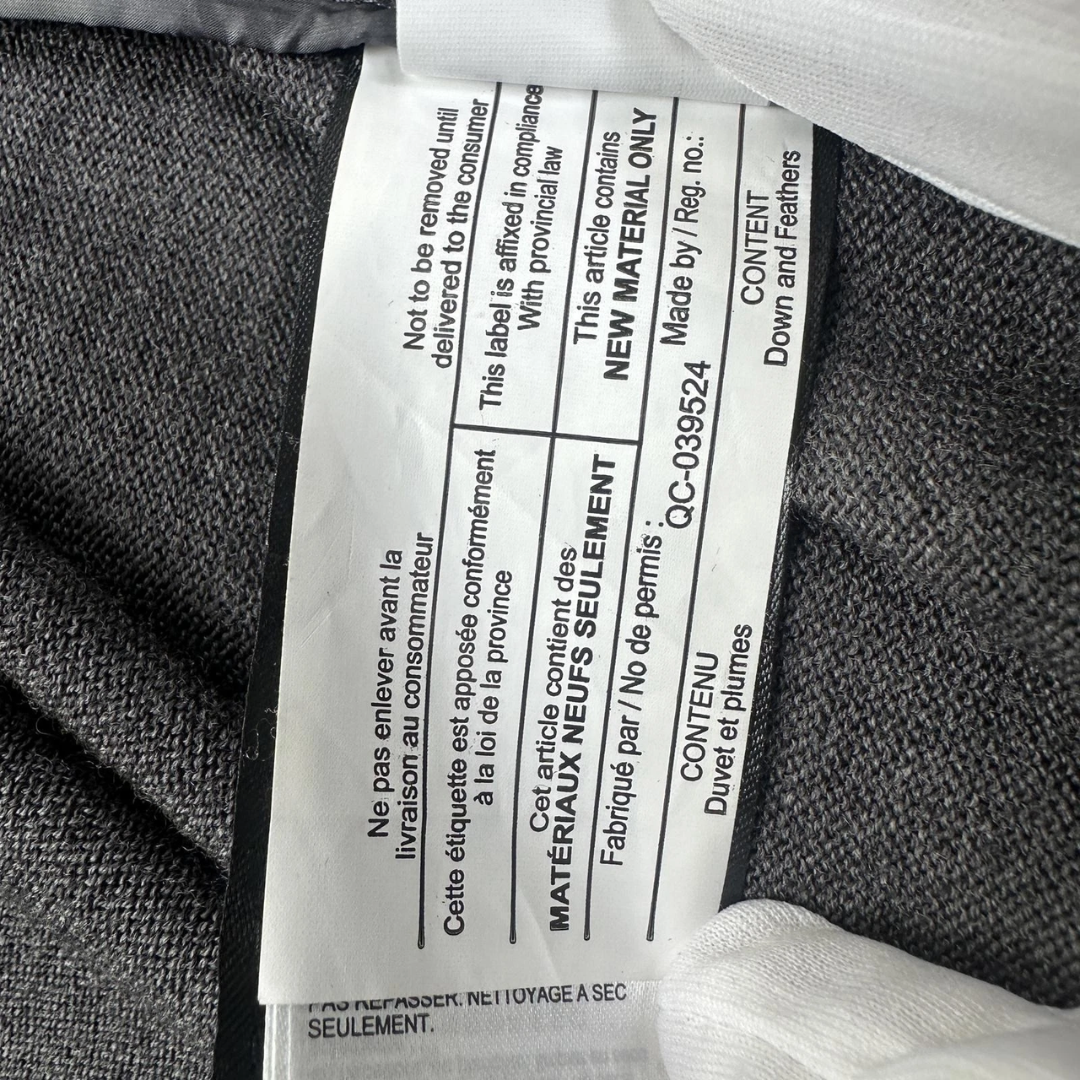 Not to be removed until
delivered to the consumer
This label is affixed in compliance
With provincial law
This article contains
NEW MATERIAL ONLY
Made by / Reg. no.:
QC-039524
CONTENT
Down and Feathers
Ne pas enlever avant la
livraison au consommateur
Cette étiquette est apposée conformément
à la loi de la province
Cet article contient des
MATÉRIAUX NEUFS SEULEMENT
Fabriqué par / No de permis :
CONTENU
Duvet et plumes
PAS REPASSER. NETTOYAGE A SEC
SEULEMENT.